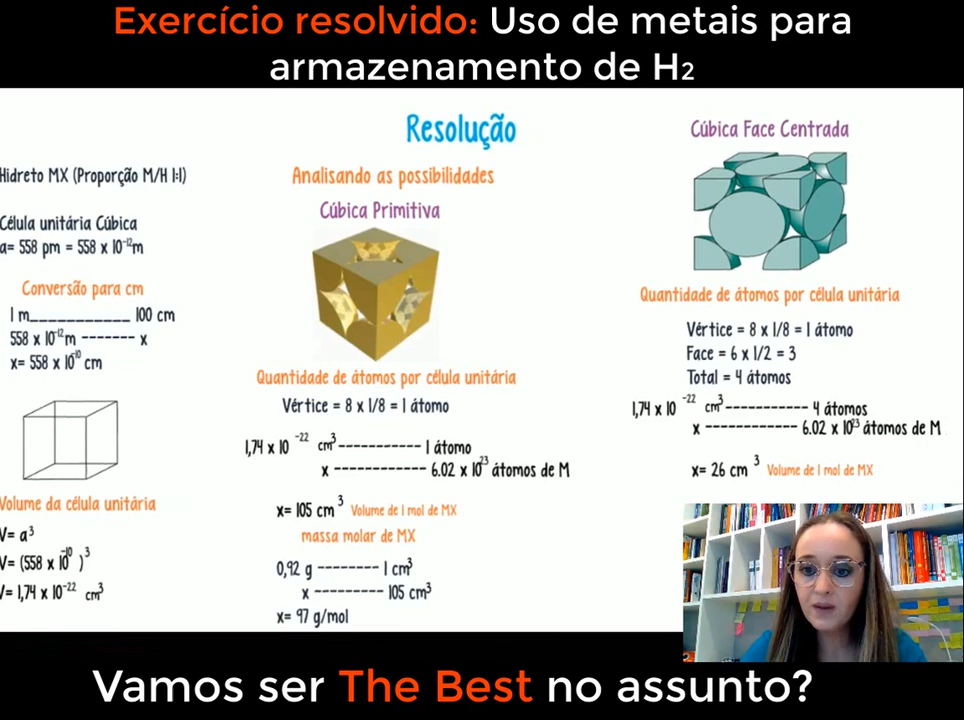 Exercício resolvido: Uso de metais para
armazenamento de H₂
Resolução
Hidreto MX (Proporção M/H 1:1)
Célula unitária Cúbica
a= 558 pm = 558 x 10⁻¹²m
Conversão para cm
1 m___________ 100 cm
558 x 10⁻¹²m ------- x
x= 558 x 10⁻¹⁰ cm
Volume da célula unitária
V= a³
V= (558 x 10⁻¹⁰ )³
V= 1,74 x 10⁻²² cm³
Analisando as possibilidades
Cúbica Primitiva
Quantidade de átomos por célula unitária
Vértice = 8 x 1/8 = 1 átomo
1,74 x 10⁻²² cm³----------- 1 átomo
x ------------ 6.02 x 10²³ átomos de M
x= 105 cm³ Volume de 1 mol de MX
massa molar de MX
0,92 g -------- 1 cm³
x --------- 105 cm³
x= 97 g/mol
Cúbica Face Centrada
Quantidade de átomos por célula unitária
Vértice = 8 x 1/8 = 1 átomo
Face = 6 x 1/2 = 3
Total = 4 átomos
1,74 x 10⁻²² cm³----------- 4 átomos
x ------------ 6.02 x 10²³ átomos de M
x= 26 cm³ Volume de 1 mol de MX
Vamos ser The Best no assunto?